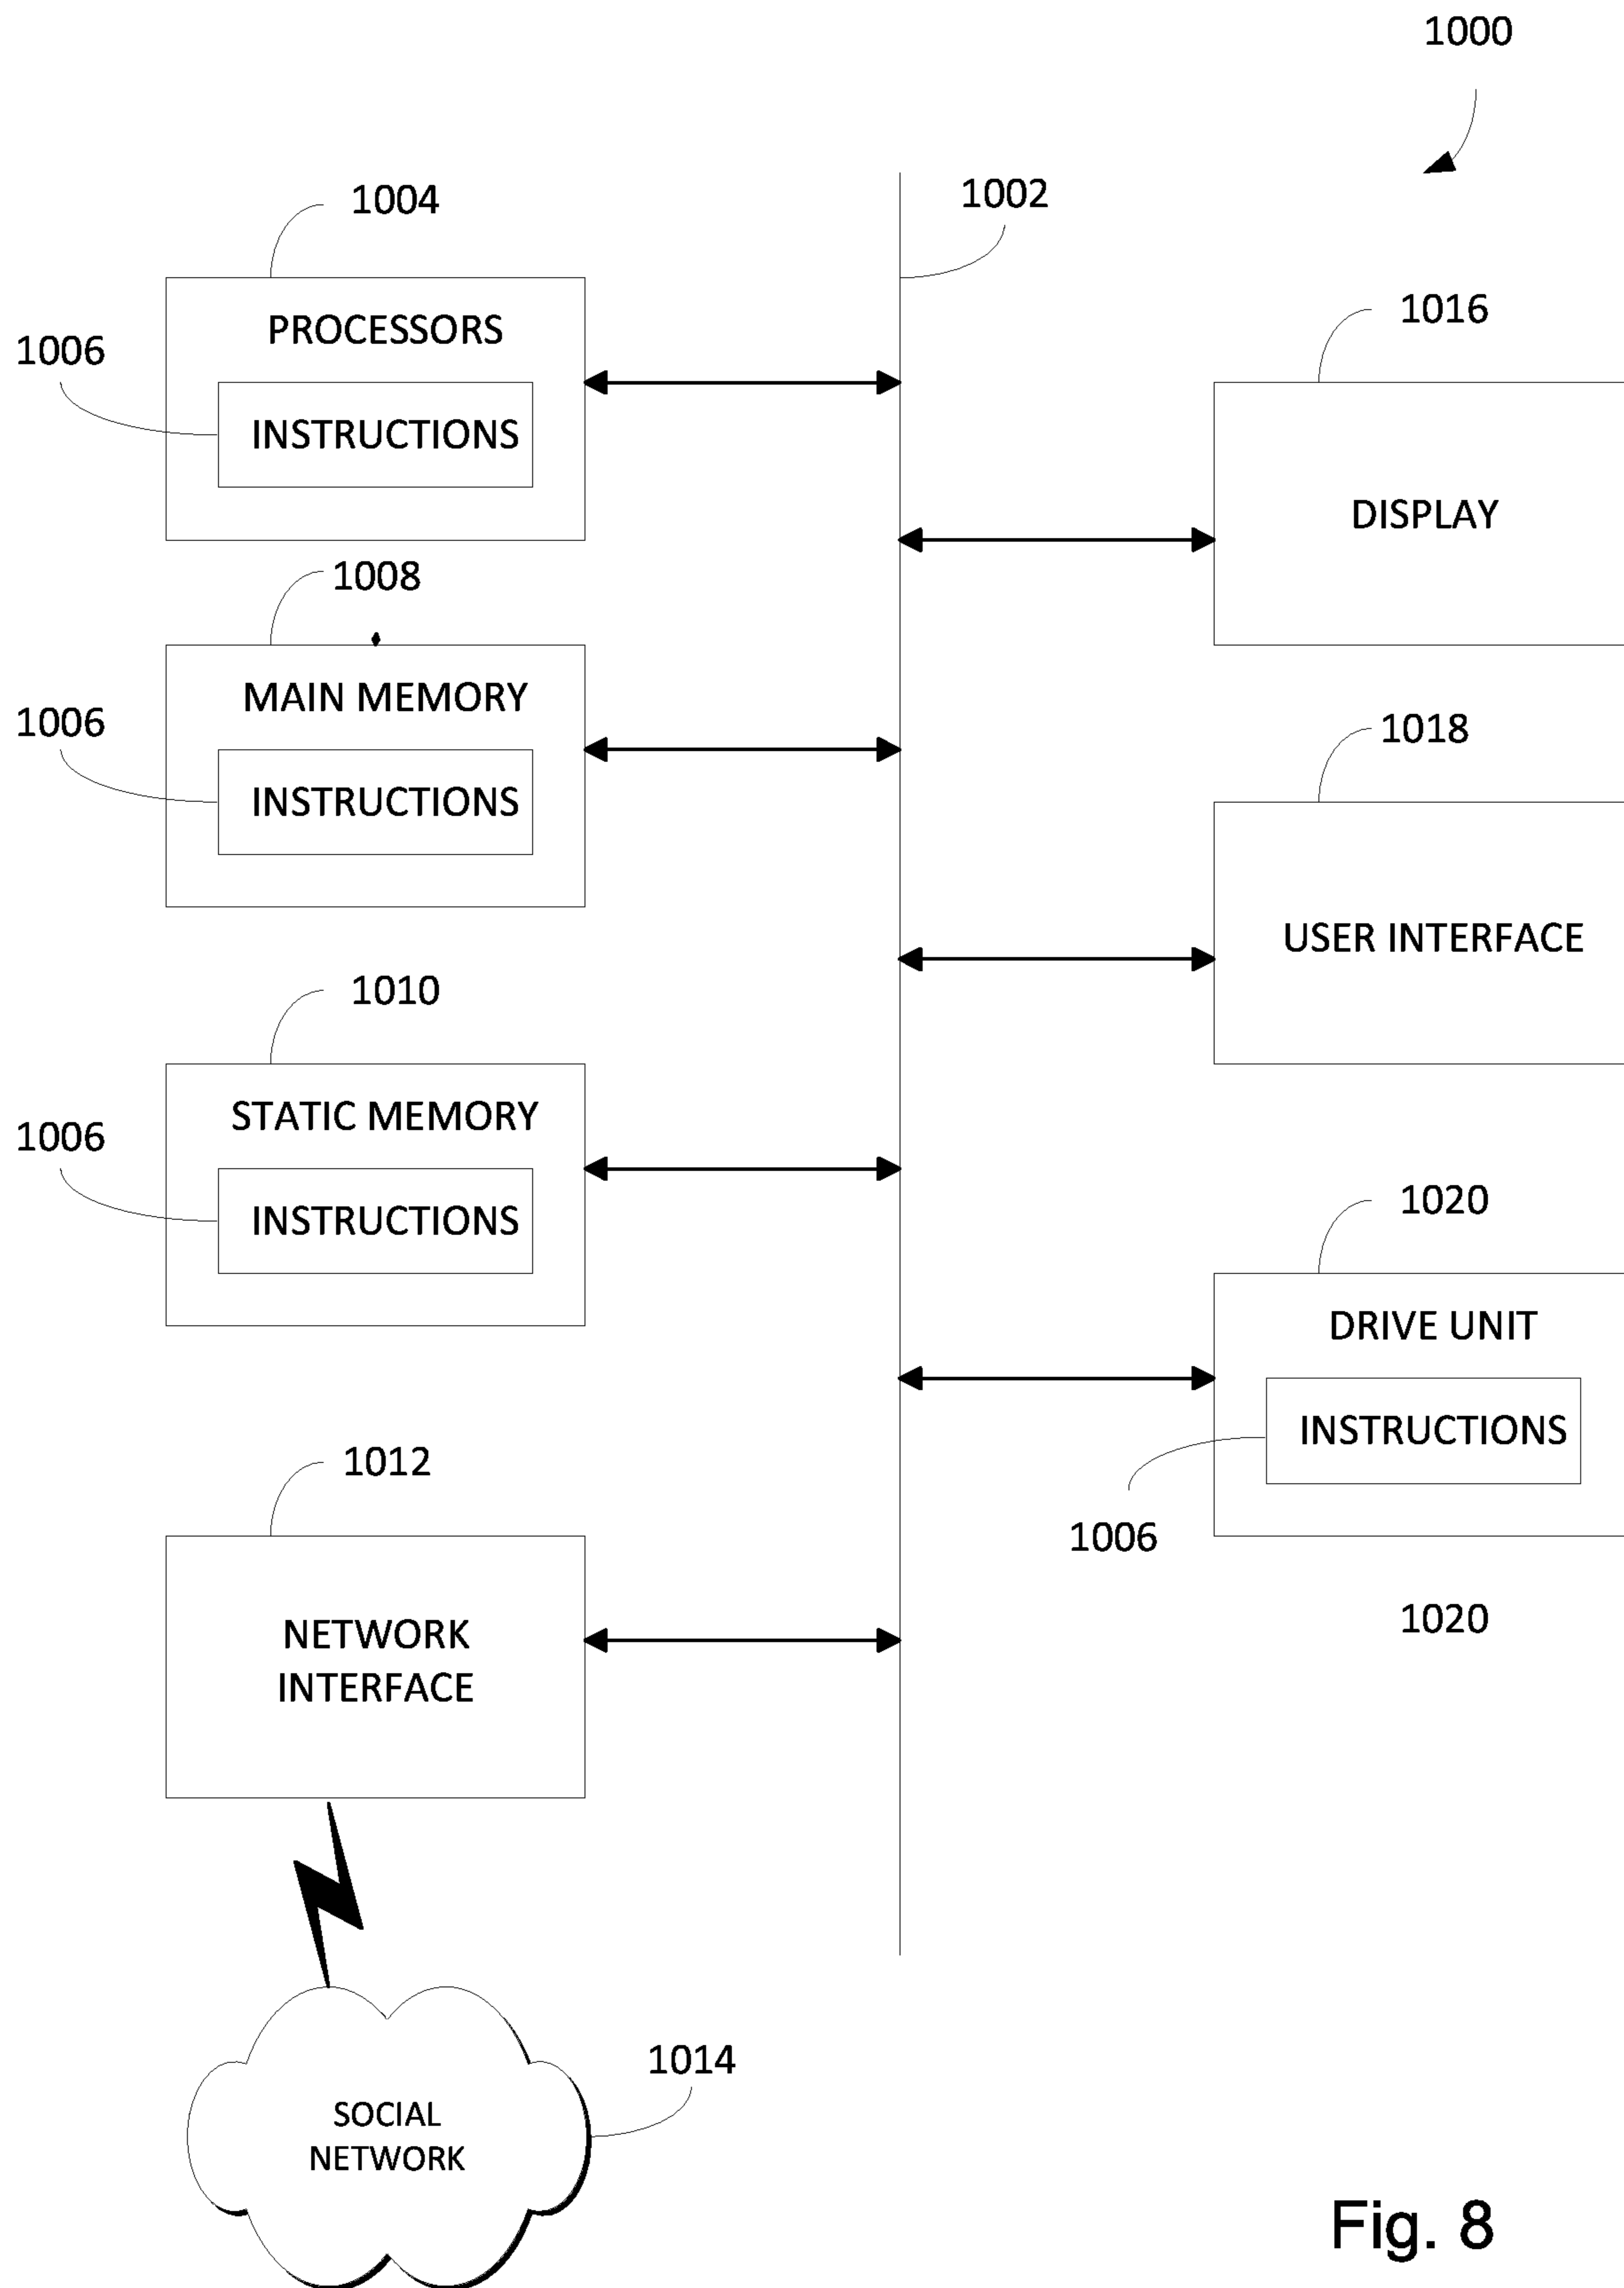 1000
1004
1002
PROCESSORS
1006
INSTRUCTIONS
1016
DISPLAY
1008
MAIN MEMORY
1006
INSTRUCTIONS
1018
USER INTERFACE
1010
STATIC MEMORY
1006
INSTRUCTIONS
1020
DRIVE UNIT
INSTRUCTIONS
1006
1020
1012
NETWORK
INTERFACE
1014
SOCIAL
NETWORK
Fig. 8